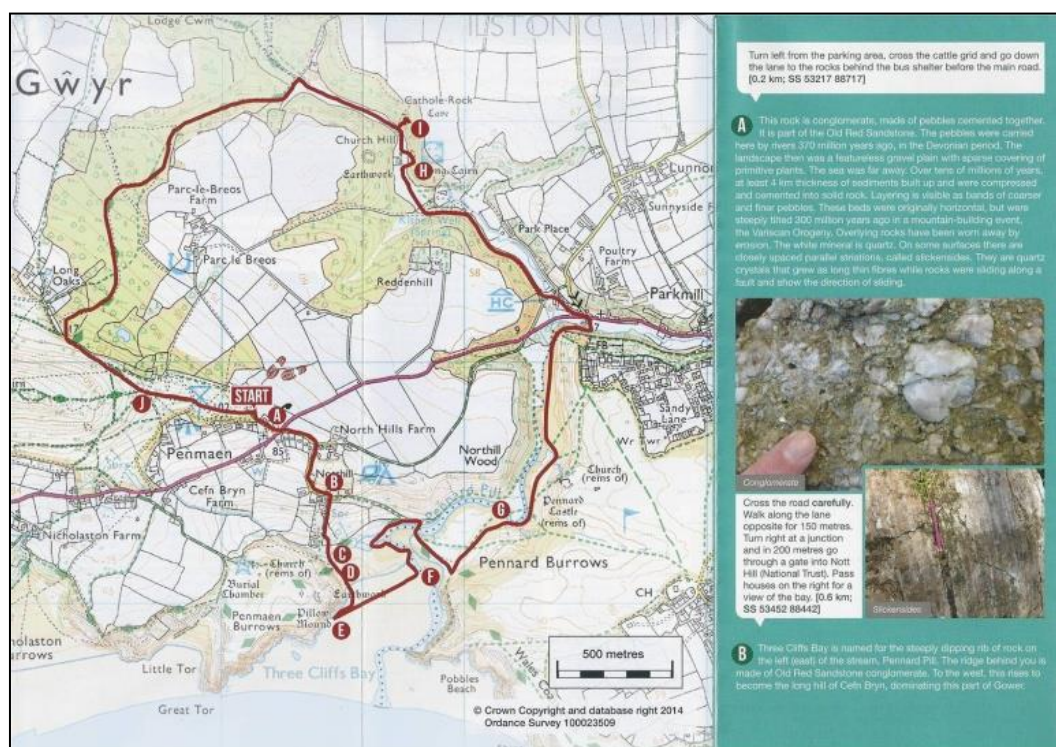 Lodge Cwm
ILSTON C
Gŵyr
Cathole Rock
Cave
I
Church Hill
H
Earthwork
Parc-le-Breos
Farm
Lunnon
Sunnyside
Park Place
Poultry
Farm
Parc le Breos
Long
Oaks
Reddenhill
58
HC
Parkmill
9
7
FB
J
START
A
Sandy
Lane
Wr Twr
North Hills Farm
Penmaen
85
Northill
Wood
Northill
B
Church
(rems of)
Cefn Bryn
Farm
G
Pennard
Castle
(rems of)
Nicholaston Farm
C
D
F
Pennard Burrows
Church
(rems of)
Burial
Chamber
Earthwork
CH
Penmaen
Burrows
Pillow
Mound
E
Little Tor
Three Cliffs Bay
Pobbles
Beach
Wales
Great Tor
500 metres
© Crown Copyright and database right 2014
Ordance Survey 100023509
Turn left from the parking area, cross the cattle grid and go down
the lane to the rocks behind the bus shelter before the main road.
[0.2 km; SS 53217 88717]
A This rock is conglomerate, made of pebbles cemented together.
It is part of the Old Red Sandstone. The pebbles were carried
here by rivers 370 million years ago, in the Devonian period. The
landscape then was a featureless gravel plain with sparse covering of
primitive plants. The sea was far away. Over tens of millions of years,
at least 4 km thickness of sediments built up and were compressed
and cemented into solid rock. Layering is visible as bands of coarser
and finer pebbles. These beds were originally horizontal, but were
steeply tilted 300 million years ago in a mountain-building event,
the Variscan Orogeny. Overlying rocks have been worn away by
erosion. The white mineral is quartz. On some surfaces there are
closely spaced parallel striations, called slickensides. They are quartz
crystals that grew as long thin fibres while rocks were sliding along a
fault and show the direction of sliding.
Conglomerate
Cross the road carefully.
Walk along the lane
opposite for 150 metres.
Turn right at a junction
and in 200 metres go
through a gate into Nott
Hill (National Trust). Pass
houses on the right for a
view of the bay. [0.6 km;
SS 53452 88442]
Slickensides
B Three Cliffs Bay is named for the steeply dipping rib of rock on
the left (east) of the stream, Pennard Pill. The ridge behind you is
made of Old Red Sandstone conglomerate. To the west, this rises to
become the long hill of Cefn Bryn, dominating this part of Gower.